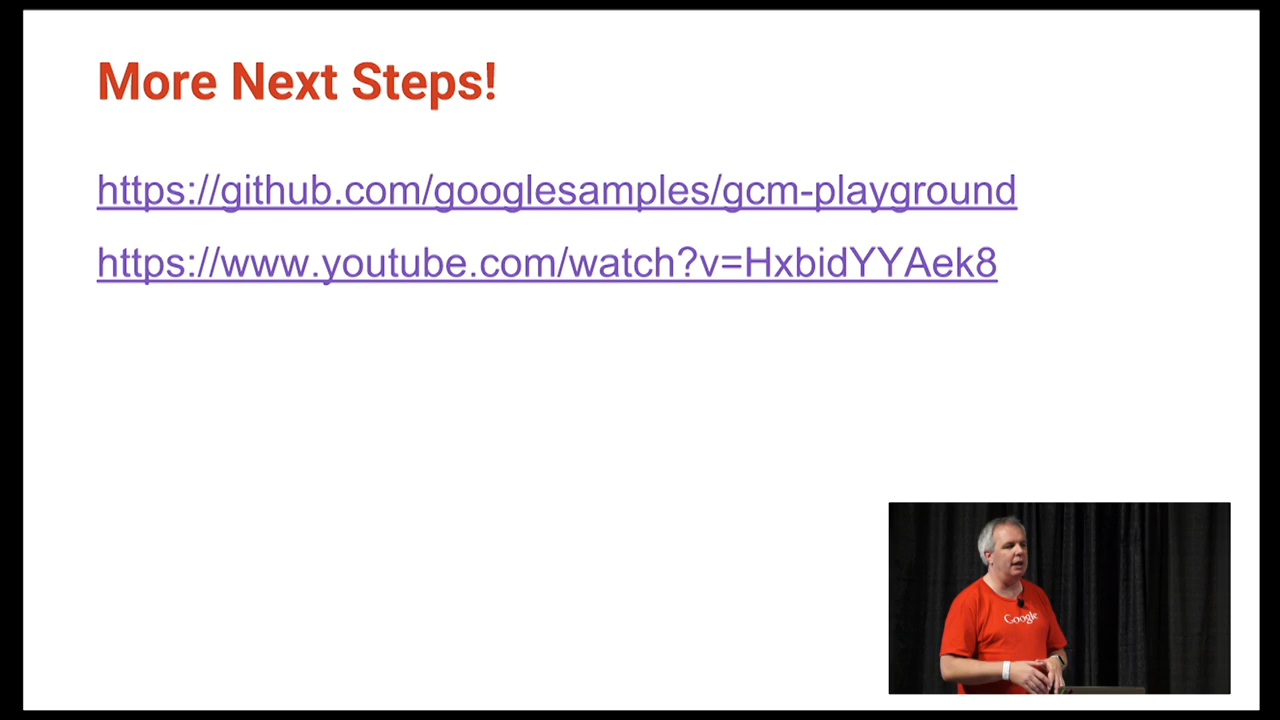 More Next Steps!
https://github.com/googlesamples/gcm-playground
https://www.youtube.com/watch?v=HxbidYYAek8
Google